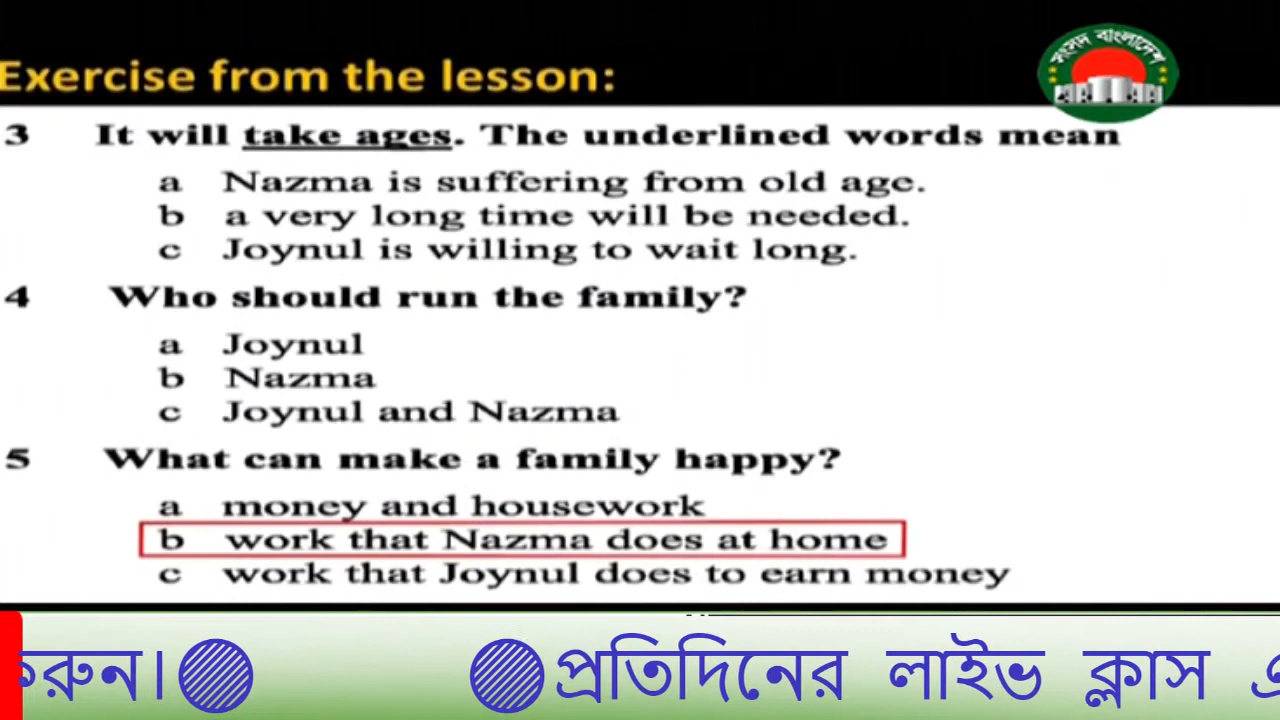 Exercise from the lesson:
সংসদ বাংলাদেশ
3 It will take ages. The underlined words mean
a Nazma is suffering from old age.
b a very long time will be needed.
c Joynul is willing to wait long.
4 Who should run the family?
a Joynul
b Nazma
c Joynul and Nazma
5 What can make a family happy?
a money and housework
b work that Nazma does at home
c work that Joynul does to earn money
করুন। প্রতিদিনের লাইভ ক্লাস